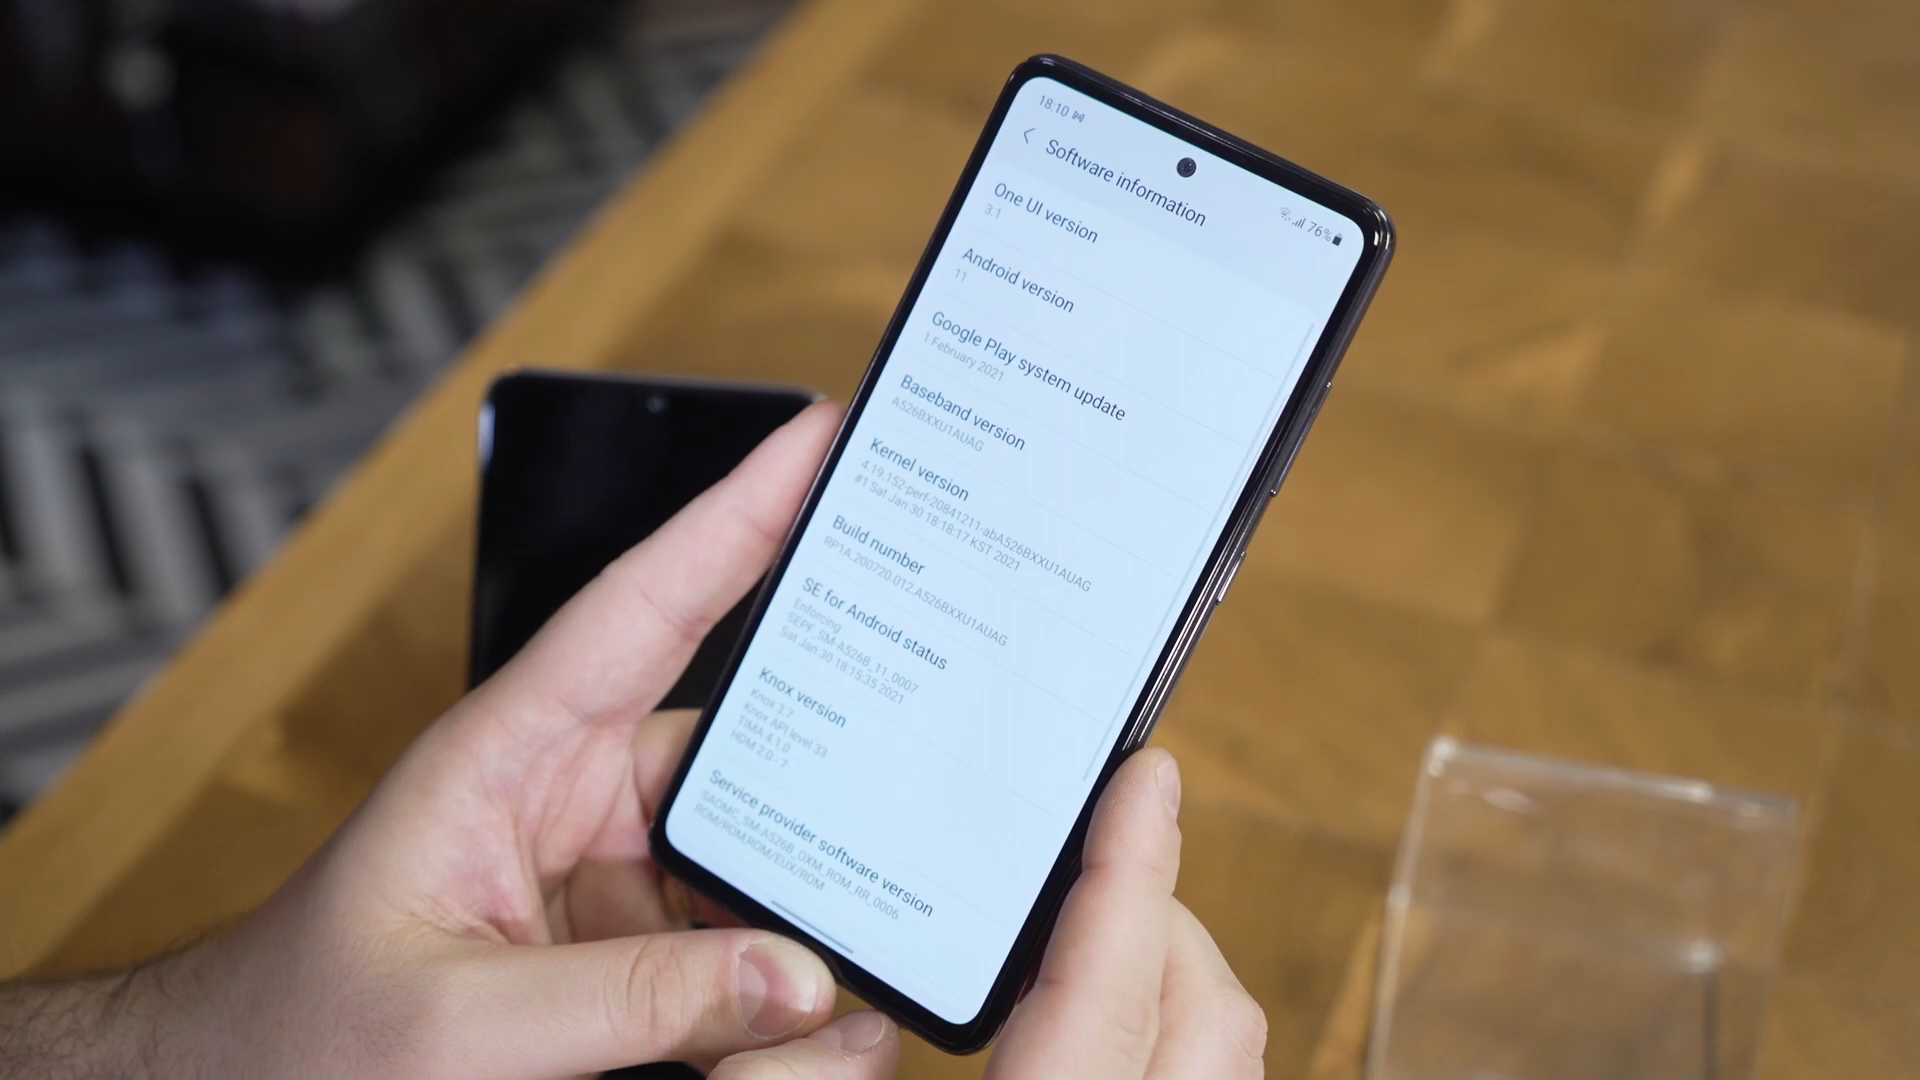 18:10
76%
Software information
One UI version
3.1
Android version
11
Google Play system update
1 February 2021
Baseband version
A526BXXU1AUAG
Kernel version
4.19.152-perf-20841211-abA526BXXU1AUAG
#1 Sat Jan 30 18:18:17 KST 2021
Build number
RP1A.200720.012.A526BXXU1AUAG
SE for Android status
Enforcing
SEPF_SM-A526B_11_0007
Sat Jan 30 18:15:35 2021
Knox version
Knox 3.7
Knox API level 33
TIMA 4.1.0
HDM 2.0 - 7
Service provider software version
SAOMC_SM-A526B_OXM_ROM_RR_0006
ROM/ROM,ROM/EUX/ROM